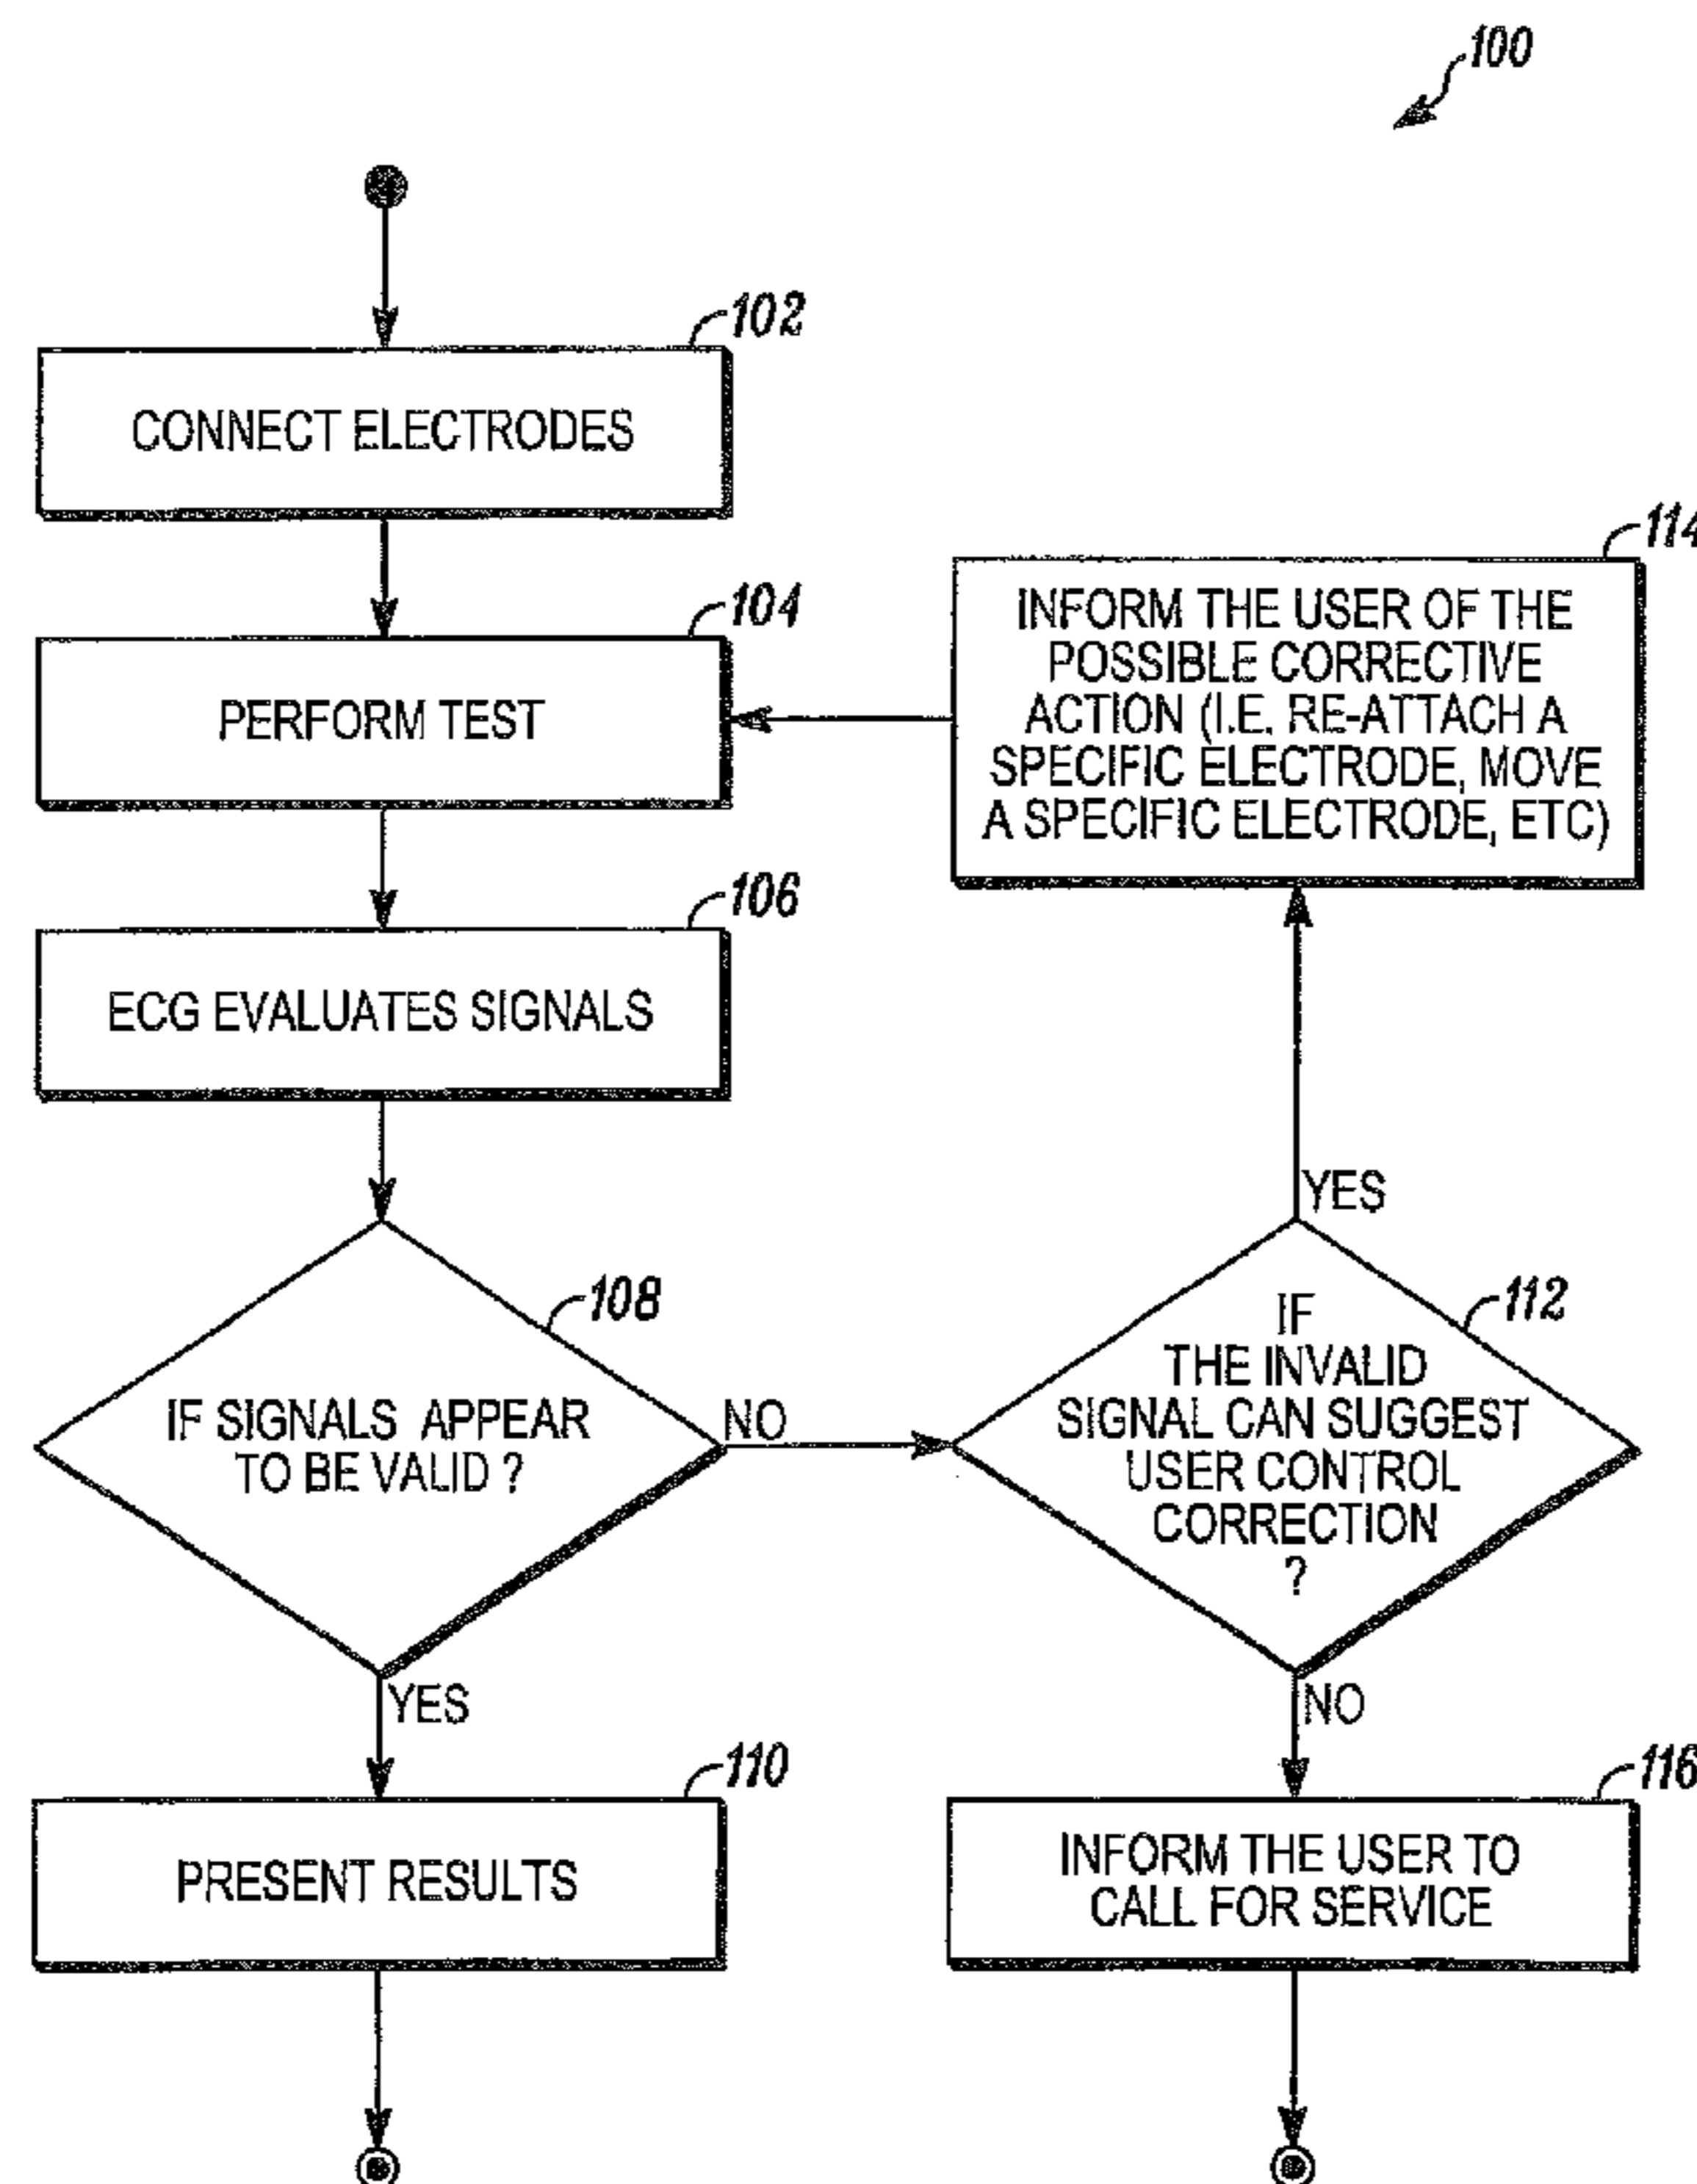 100
102
CONNECT ELECTRODES
104
PERFORM TEST
114
INFORM THE USER OF THE
POSSIBLE CORRECTIVE
ACTION (I.E. RE-ATTACH A
SPECIFIC ELECTRODE, MOVE
A SPECIFIC ELECTRODE, ETC)
106
ECG EVALUATES SIGNALS
108
IF SIGNALS APPEAR
TO BE VALID ?
NO
YES
112
IF
THE INVALID
SIGNAL CAN SUGGEST
USER CONTROL
CORRECTION
?
YES
NO
110
PRESENT RESULTS
116
INFORM THE USER TO
CALL FOR SERVICE